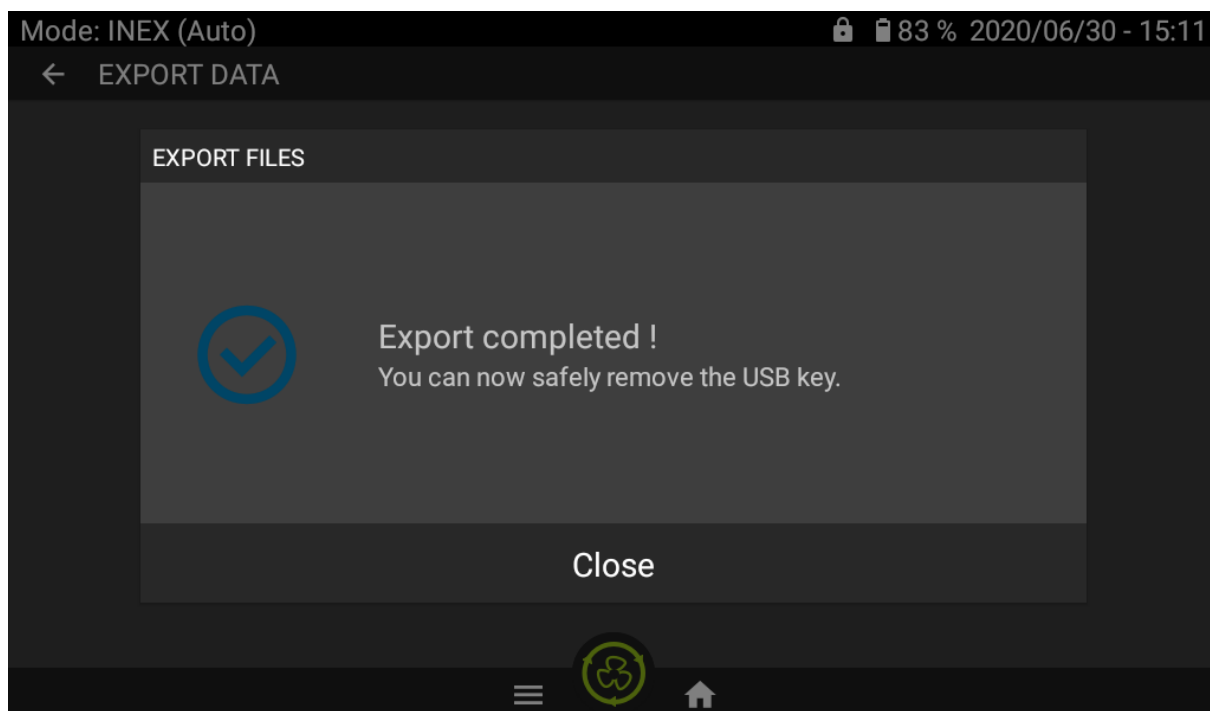 Mode: INEX (Auto) 83 % 2020/06/30 - 15:11
EXPORT DATA
EXPORT FILES
Export completed !
You can now safely remove the USB key.
Close